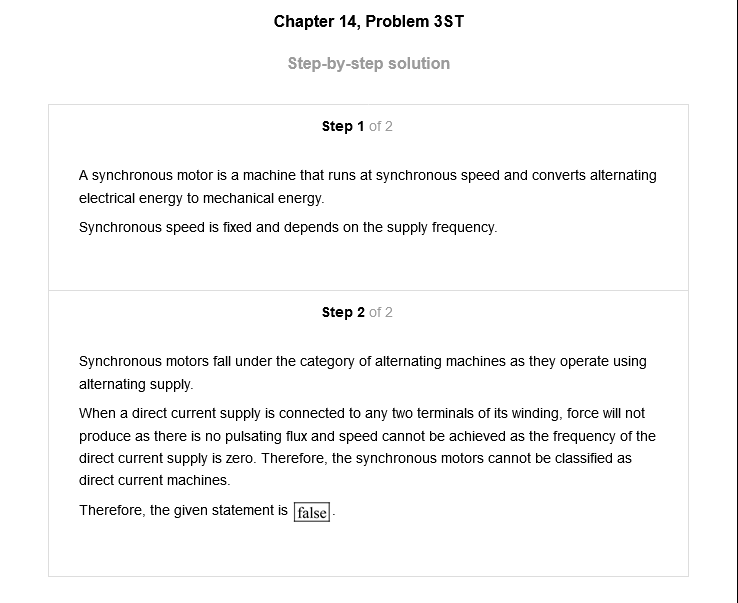 Chapter 14, Problem 3ST
Step-by-step solution
Step 1 of 2
A synchronous motor is a machine that runs at synchronous speed and converts alternating
electrical energy to mechanical energy.
Synchronous speed is fixed and depends on the supply frequency.
Step 2 of 2
Synchronous motors fall under the category of alternating machines as they operate using
alternating supply.
When a direct current supply is connected to any two terminals of its winding, force will not
produce as there is no pulsating flux and speed cannot be achieved as the frequency of the
direct current supply is zero. Therefore, the synchronous motors cannot be classified as
direct current machines.
Therefore, the given statement is false.